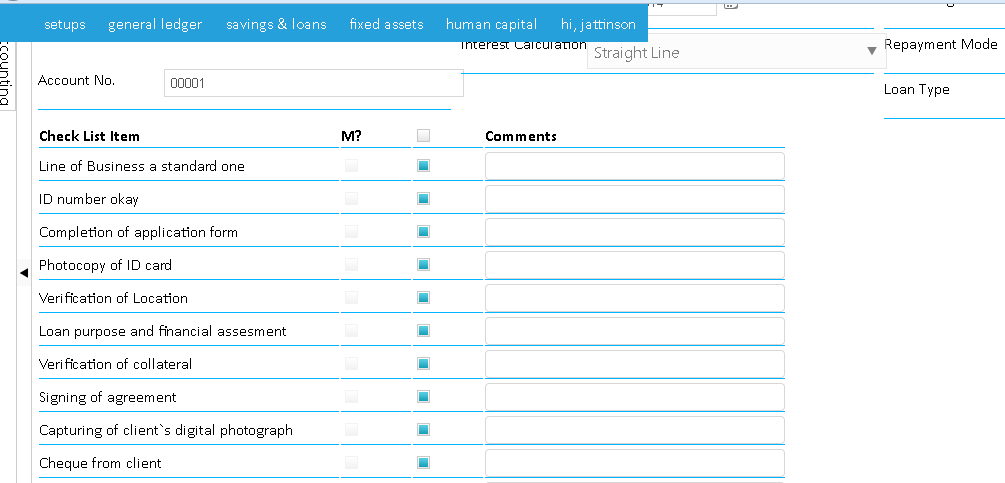 setups general ledger savings & loans fixed assets human capital hi, jattinson
counting
Interest Calculation Straight Line Repayment Mode
Account No. 00001
Loan Type
Check List Item M? Comments
Line of Business a standard one
ID number okay
Completion of application form
Photocopy of ID card
Verification of Location
Loan purpose and financial assesment
Verification of collateral
Signing of agreement
Capturing of client`s digital photograph
Cheque from client